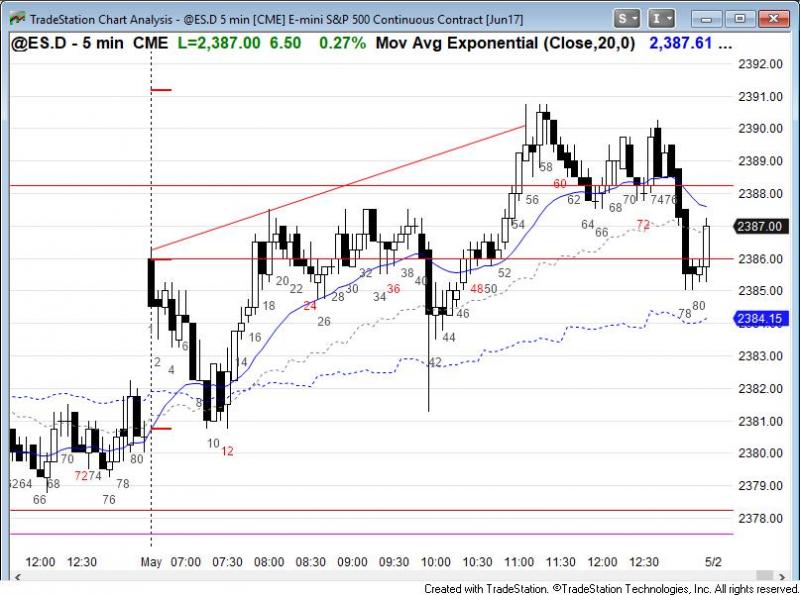 TradeStation Chart Analysis - @ES.D 5 min [CME] E-mini S&P 500 Continuous Contract [Jun17]
S I
@ES.D - 5 min CME L=2,387.00 6.50 0.27% Mov Avg Exponential (Close,20,0) 2,387.61 ...
2392.00
2391.00
2390.00
2389.00
2388.00
2387.00
2386.00
2385.00
2384.15
2383.00
2382.00
2381.00
2380.00
2379.00
2378.00
58
60
56 62 70 7476
54 68
64 66 72
52
20 22 32 38 40
28 30 34 36 48 50
18 24 26 46
16 44 78 80
6
2 4 14 42
8
10 12
70 80
6264 68 72 74 78
66 76
12:00 12:30 May 07:00 07:30 08:00 08:30 09:00 09:30 10:00 10:30 11:00 11:30 12:00 12:30 5/2
Created with TradeStation. ©TradeStation Technologies, Inc. All rights reserved.